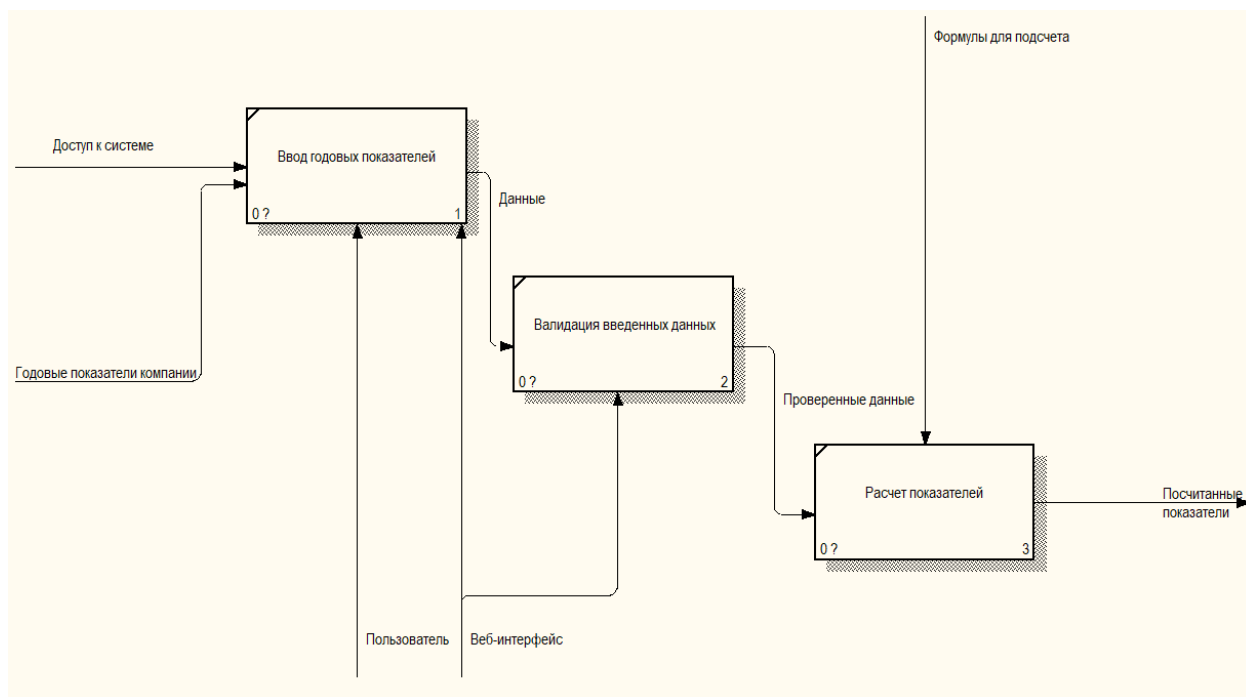 Формулы для подсчета
Доступ к системе
Ввод годовых показателей
0 ?
1
Данные
Валидация введенных данных
0 ?
2
Годовые показатели компании
Проверенные данные
Расчет показателей
0 ?
3
Посчитанные
показатели
Пользователь
Веб-интерфейс